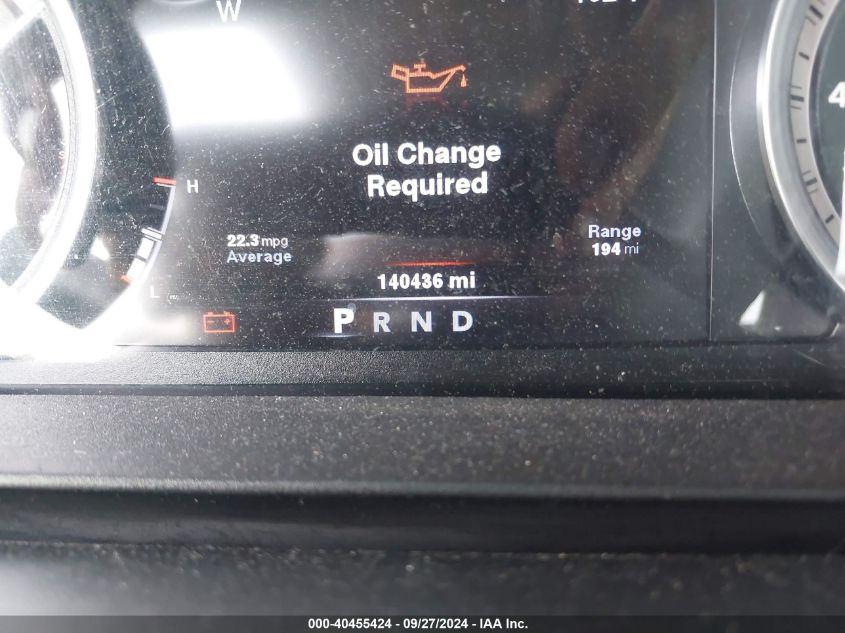 W
Oil Change
Required
H
22.3 mpg
Average
Range
194 mi
140436 mi
L
P R N D
4
000-40455424 / 09/27/2024 - IAA Inc.